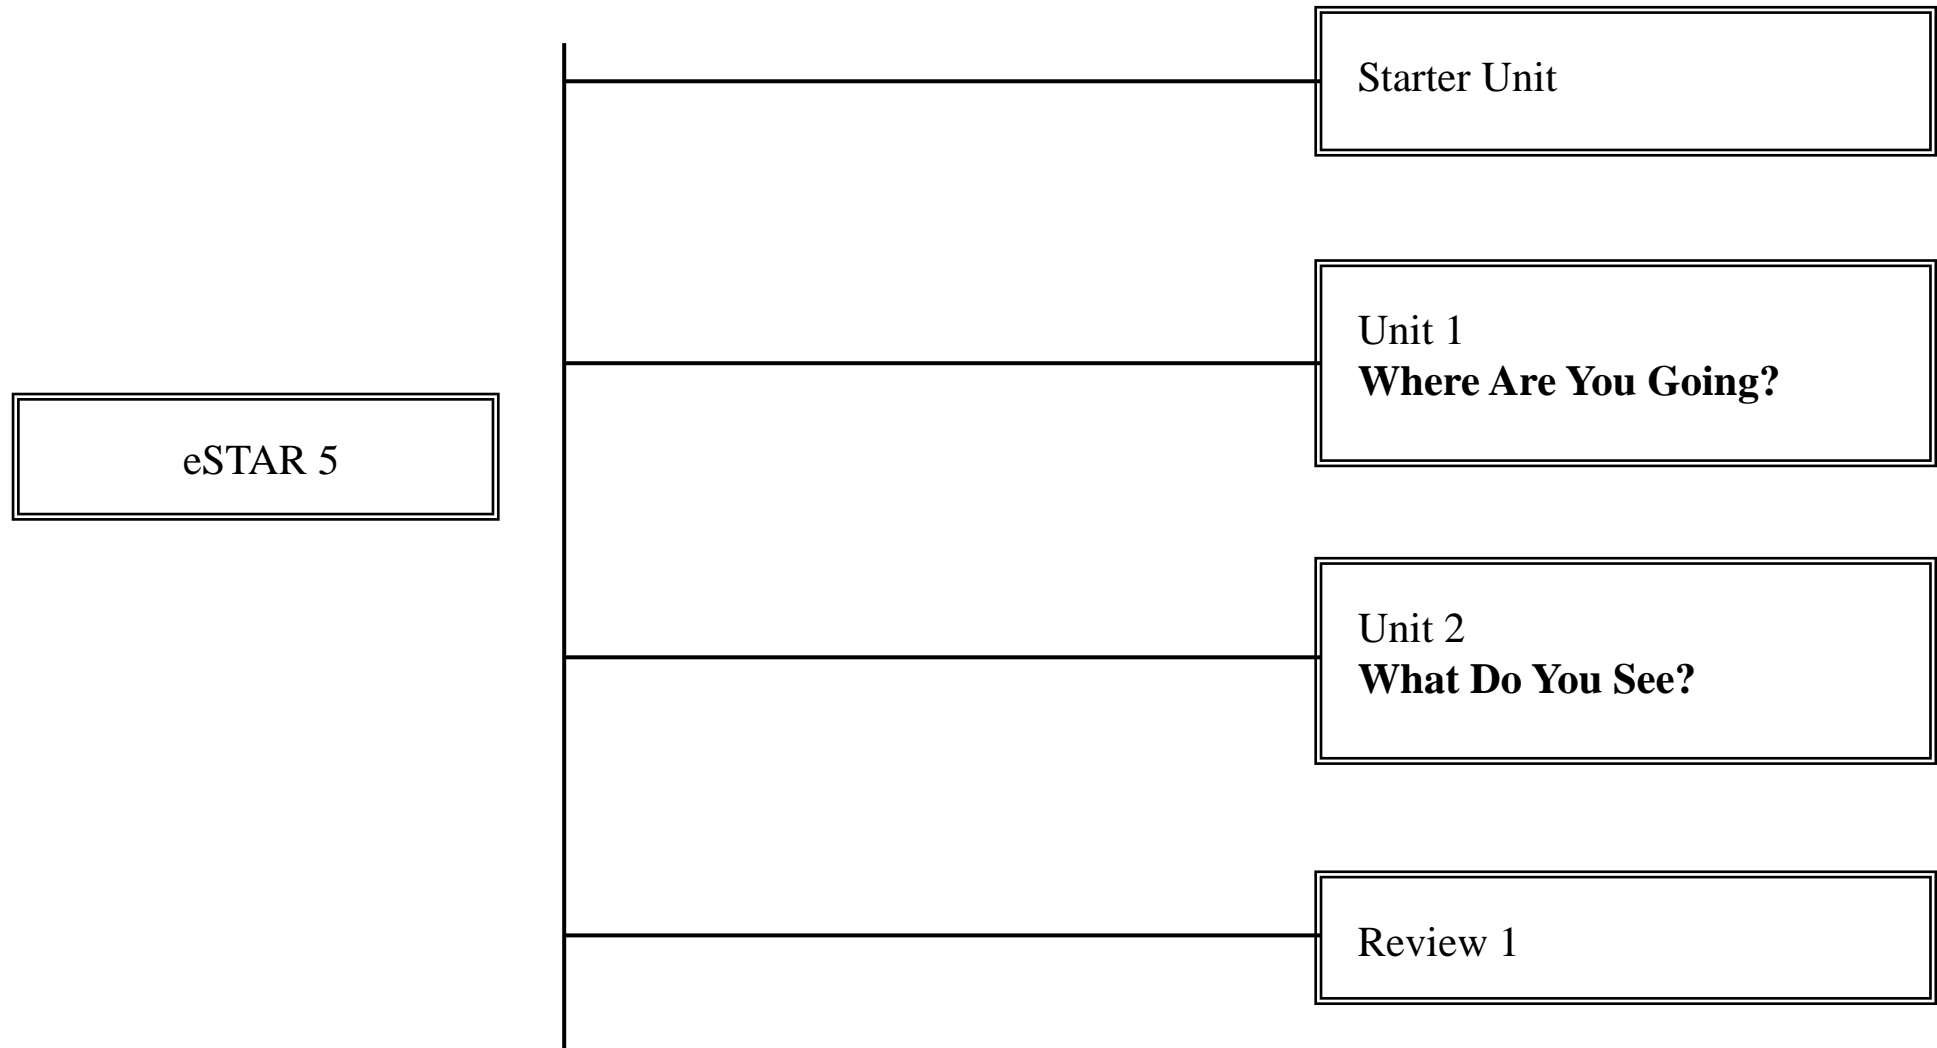 Starter Unit
Unit 1
Where Are You Going?
eSTAR 5
Unit 2
What Do You See?
Review 1